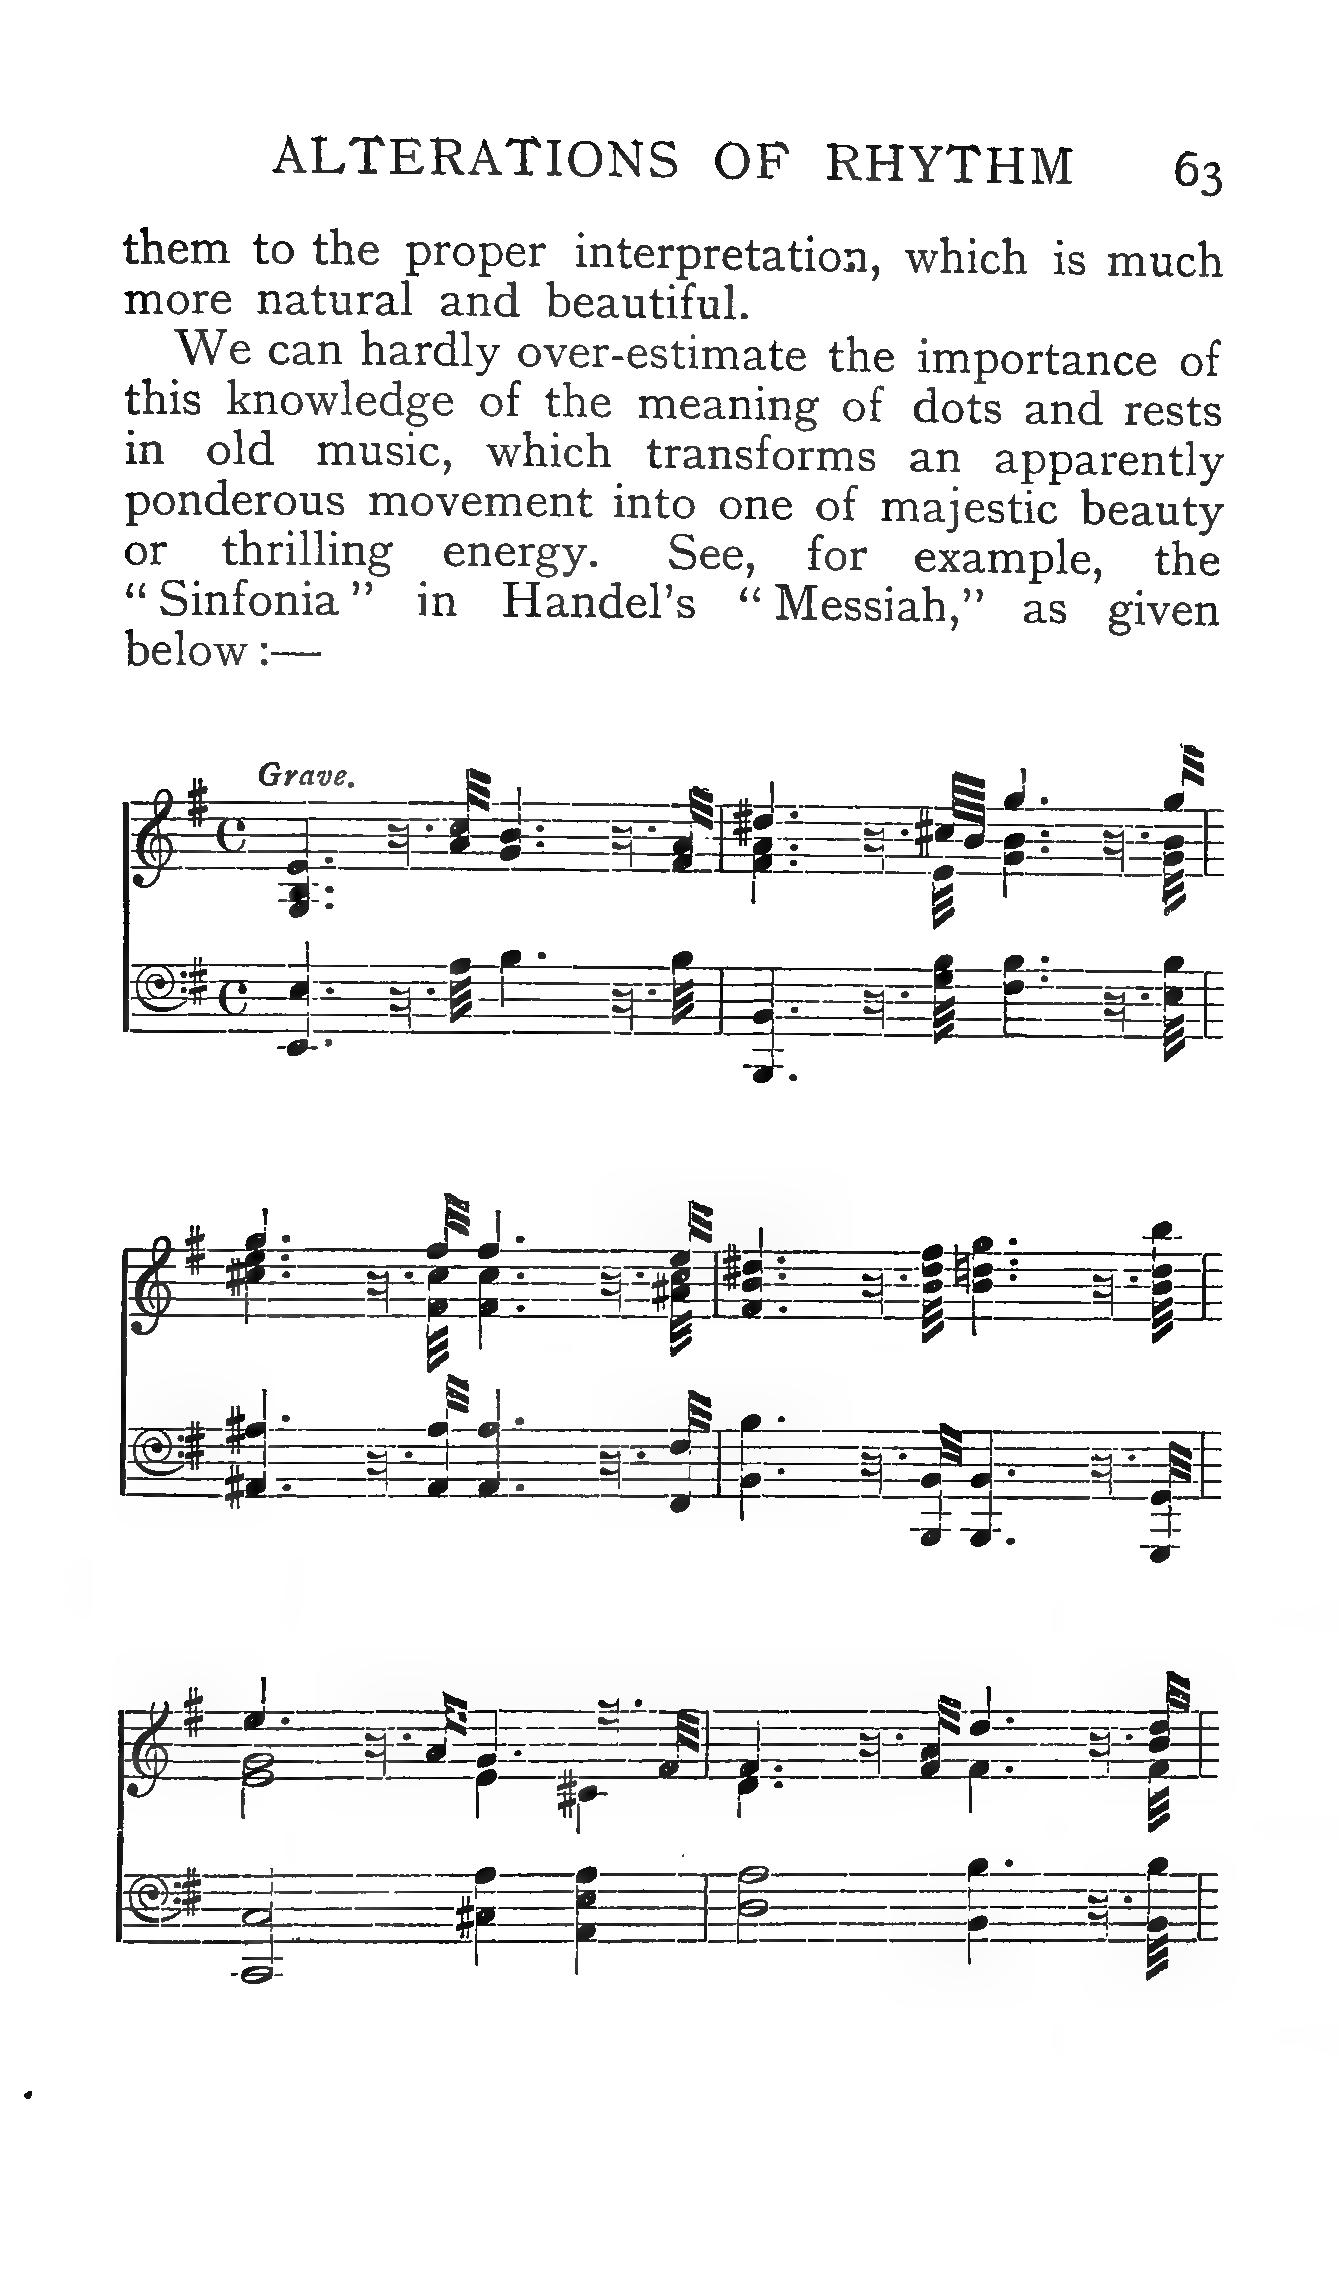 ALTERATIONS OF RHYTHM 63
them to the proper interpretation, which is much
more natural and beautiful.
We can hardly over-estimate the importance of
this knowledge of the meaning of dots and rests
in old music, which transforms an apparently
ponderous movement into one of majestic beauty
or thrilling energy. See, for example, the
“ Sinfonia ” in Handel's “ Messiah,” as given
below :—
Grave.